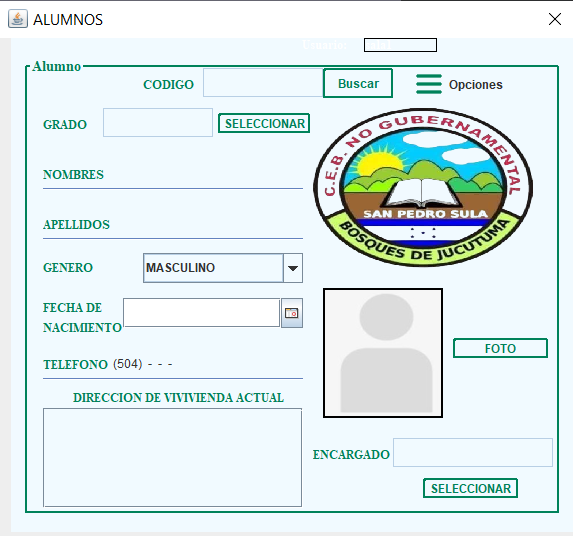 ALUMNOS
Alumno
CODIGO
Buscar
Opciones
GRADO
SELECCIONAR
C.E.B. NO GUBERNAMENTAL
SAN PEDRO SULA
BOSQUES DE JUCUTUMA
NOMBRES
APELLIDOS
GENERO
MASCULINO
FECHA DE
NACIMIENTO
TELEFONO (504) - - -
FOTO
DIRECCION DE VIVIVIENDA ACTUAL
ENCARGADO
SELECCIONAR